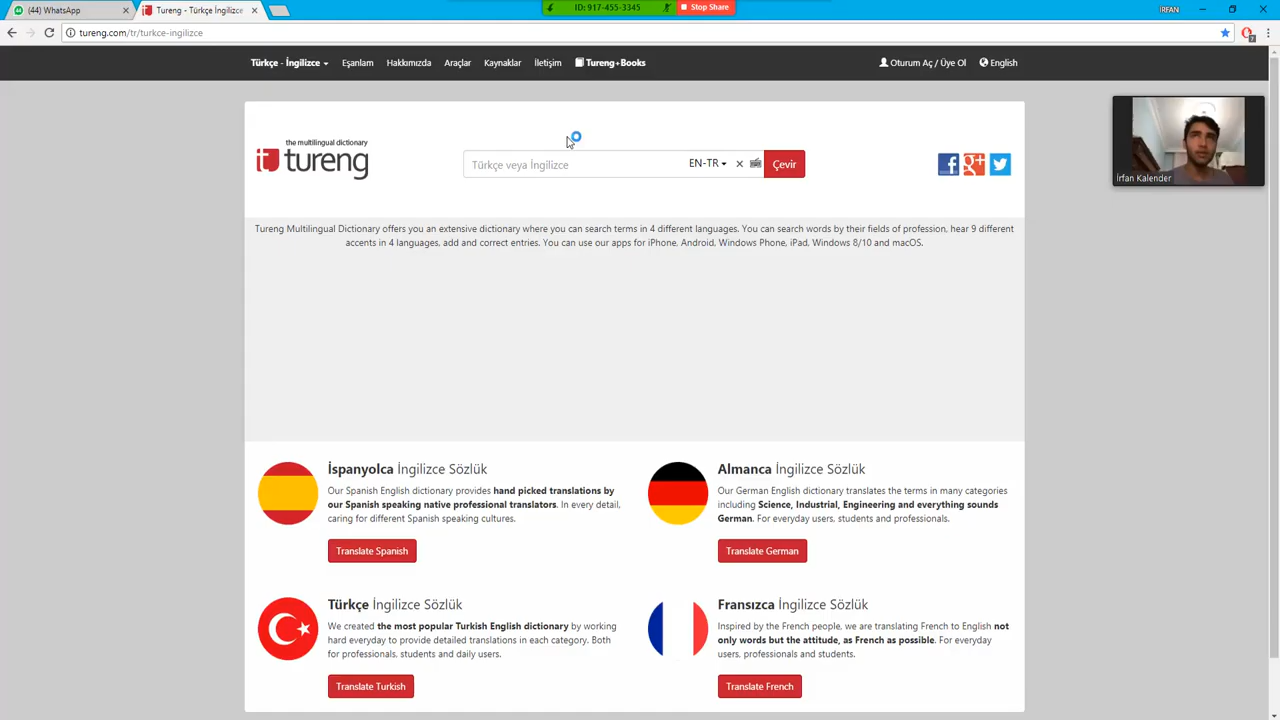 (44) WhatsApp
Tureng - Türkçe İngilizce
ID: 917-455-3345
Stop Share
IRFAN
tureng.com/tr/turkce-ingilizce
Türkçe - İngilizce
Eşanlam
Hakkımızda
Araçlar
Kaynaklar
İletişim
Tureng+Books
Oturum Aç / Üye Ol
English
the multilingual dictionary
tureng
Türkçe veya İngilizce
EN-TR
Çevir
İrfan Kalender
Tureng Multilingual Dictionary offers you an extensive dictionary where you can search terms in 4 different languages. You can search words by their fields of profession, hear 9 different
accents in 4 languages, add and correct entries. You can use our apps for iPhone, Android, Windows Phone, iPad, Windows 8/10 and macOS.
İspanyolca İngilizce Sözlük
Our Spanish English dictionary provides hand picked translations by
our Spanish speaking native professional translators. In every detail,
caring for different Spanish speaking cultures.
Translate Spanish
Almanca İngilizce Sözlük
Our German English dictionary translates the terms in many categories
including Science, Industrial, Engineering and everything sounds
German. For everyday users, students and professionals.
Translate German
Türkçe İngilizce Sözlük
We created the most popular Turkish English dictionary by working
hard everyday to provide detailed translations in each category. Both
for professionals, students and daily users.
Translate Turkish
Fransızca İngilizce Sözlük
Inspired by the French people, we are translating French to English not
only words but the attitude, as French as possible. For everyday
users, professionals and students.
Translate French